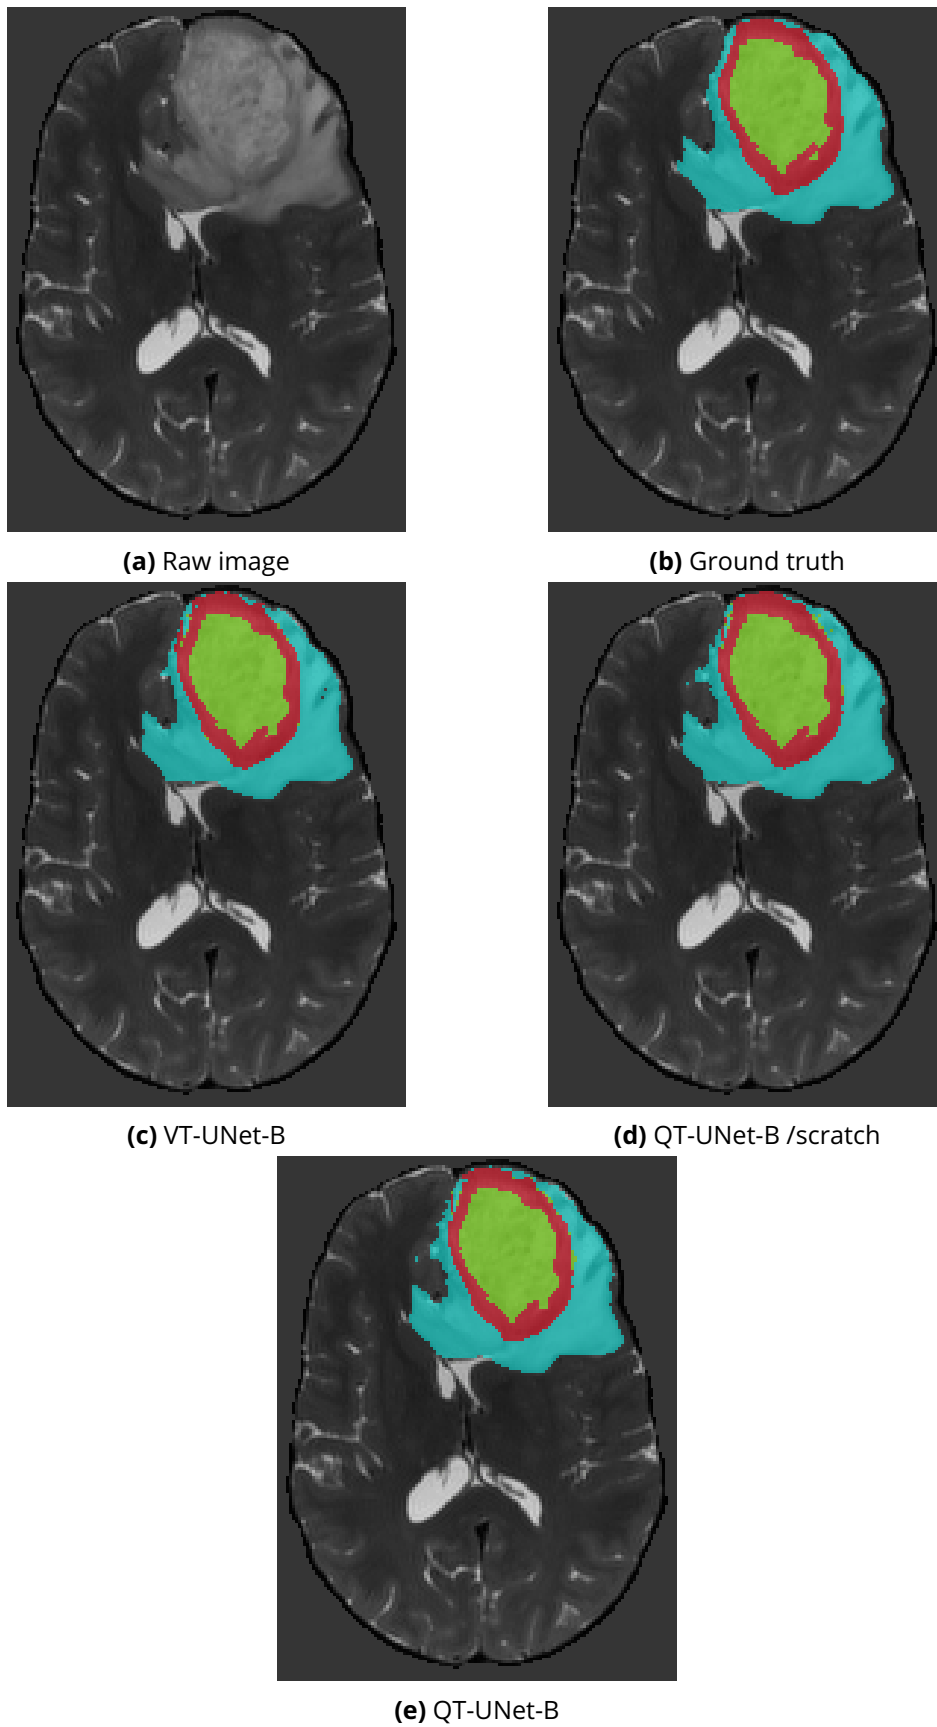 (a) Raw image
(b) Ground truth
(c) VT-UNet-B
(d) QT-UNet-B /scratch
(e) QT-UNet-B